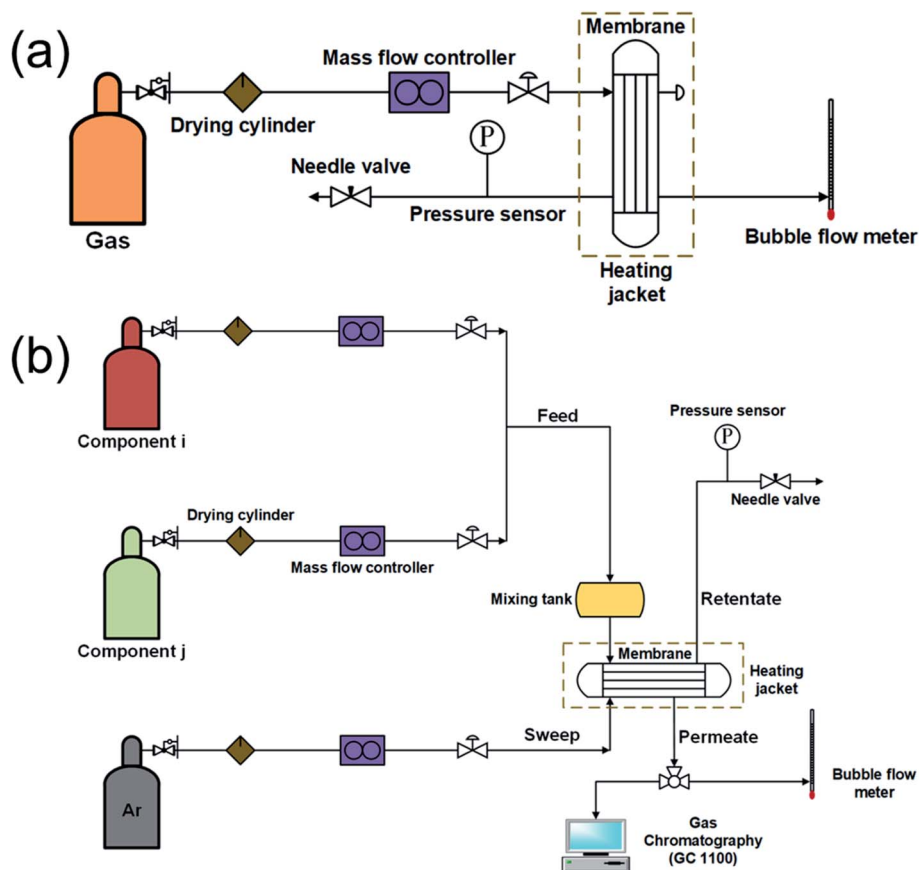 (a)
Membrane
Mass flow controller
Drying cylinder
P
Needle valve
Pressure sensor
Gas
Bubble flow meter
Heating
jacket
(b)
Component i
Feed
Pressure sensor
P
Needle valve
Drying cylinder
Mass flow controller
Mixing tank
Retentate
Component j
Membrane
Heating
jacket
Sweep
Permeate
Ar
Bubble flow
meter
Gas
Chromatography
(GC 1100)